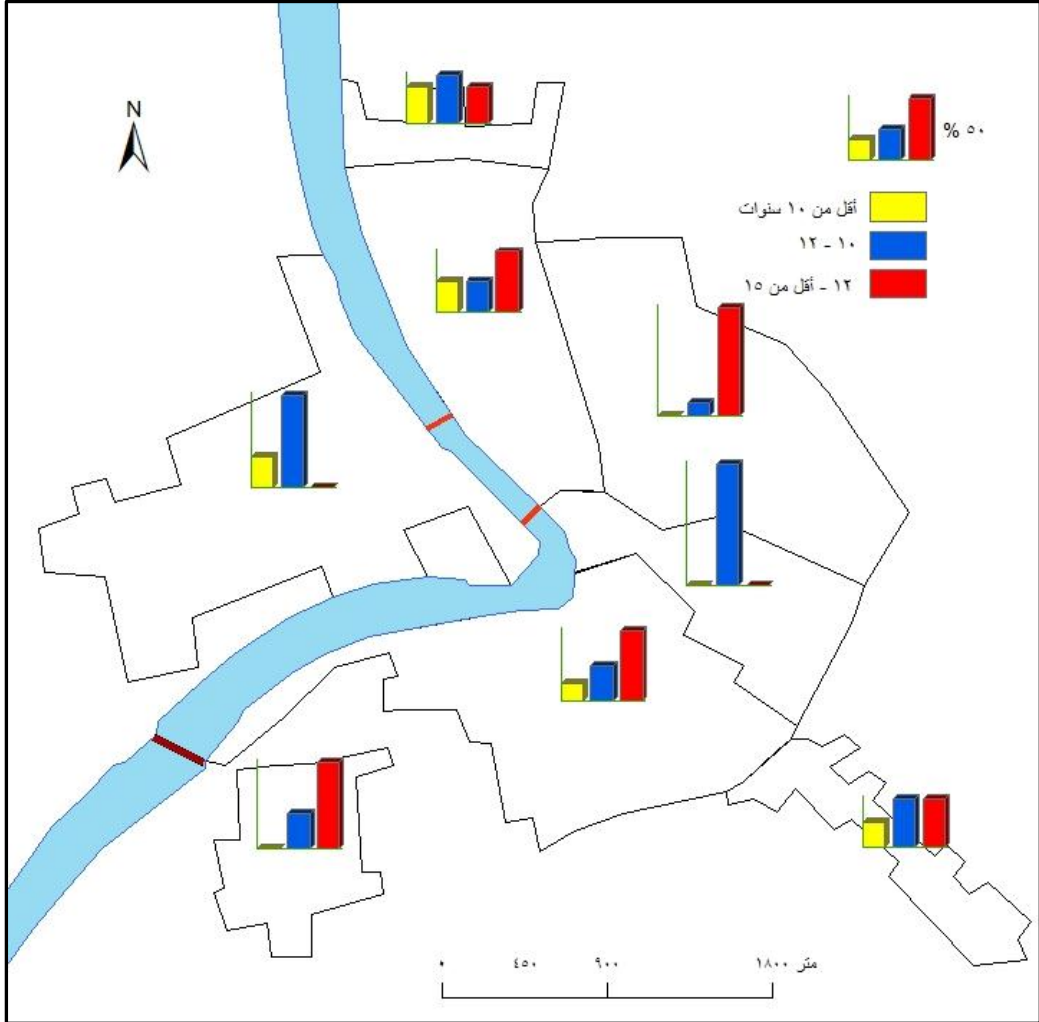 N
% ٥٠
أقل من ١٠ سنوات
١٠ - ١٢
١٢ - أقل من ١٥
٠ ٤٥٠ ٩٠٠ ١٨٠٠ متر